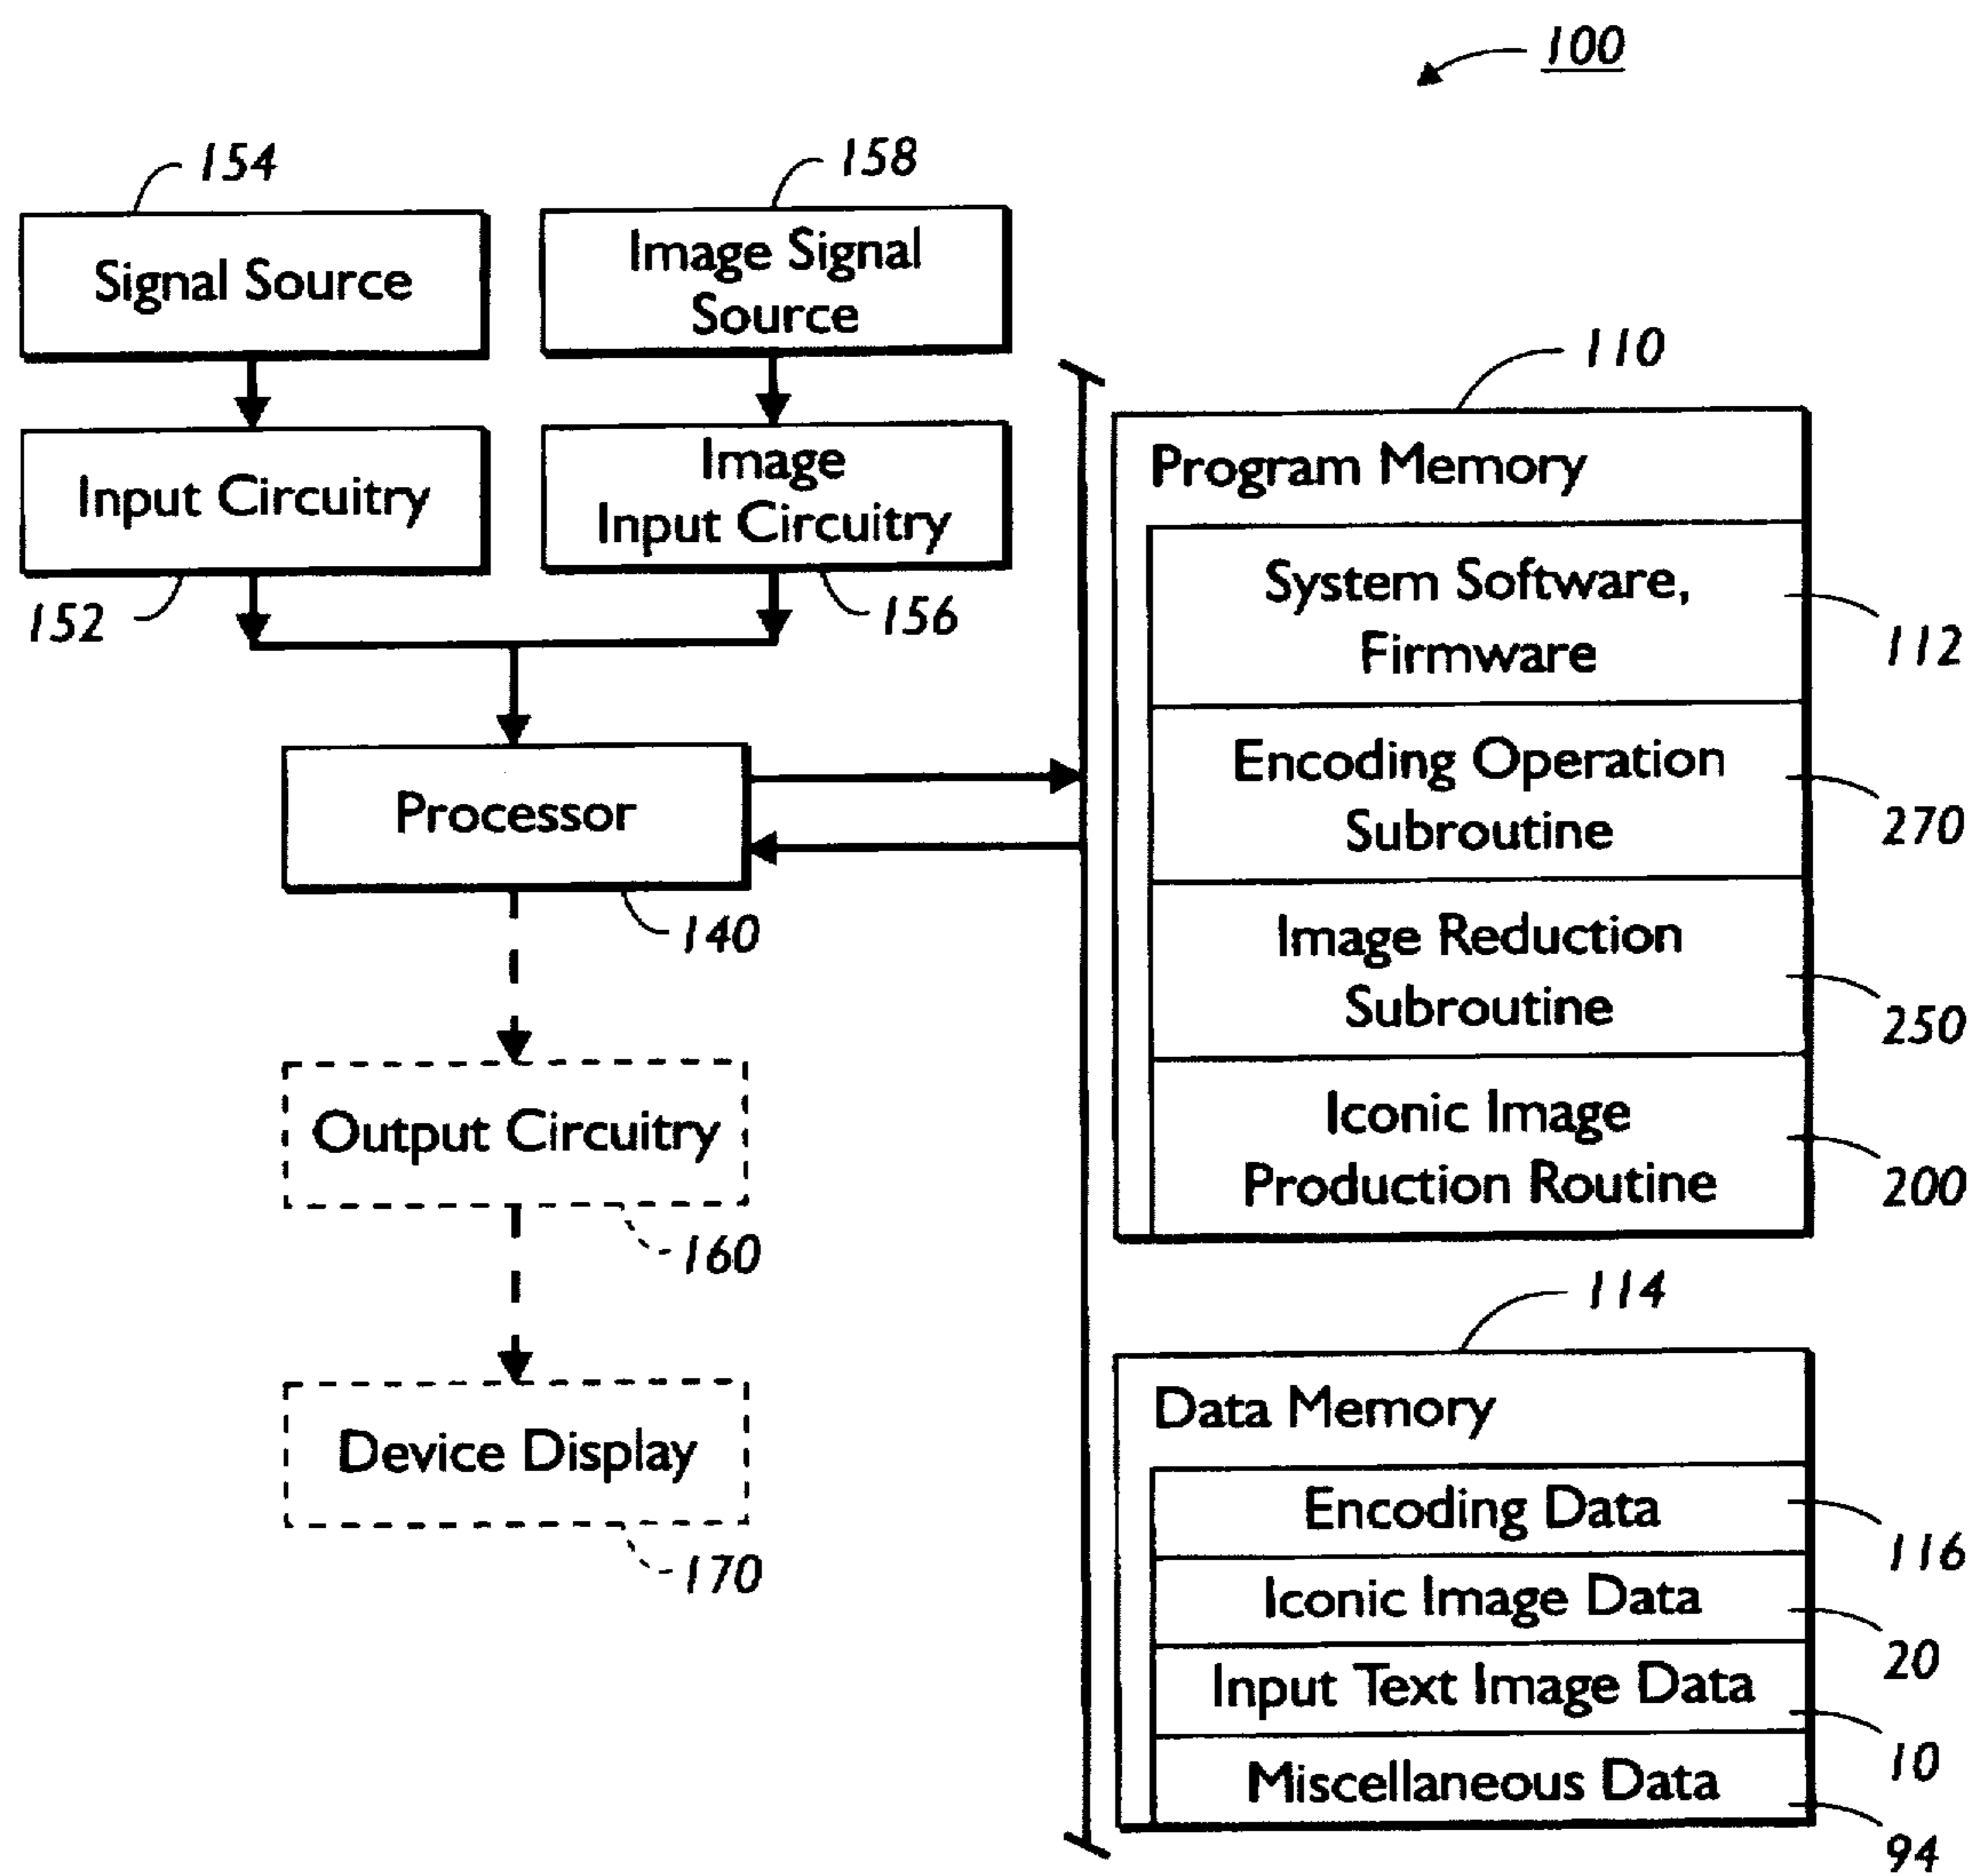 100
154
158
Signal Source
Image Signal
Source
110
Input Circuitry
Image
Input Circuitry
152
156
Program Memory
System Software,
Firmware
112
Encoding Operation
Subroutine
270
Processor
140
Image Reduction
Subroutine
250
Output Circuitry
160
Iconic Image
Production Routine
200
114
Device Display
170
Data Memory
Encoding Data
116
Iconic Image Data
20
Input Text Image Data
10
Miscellaneous Data
94